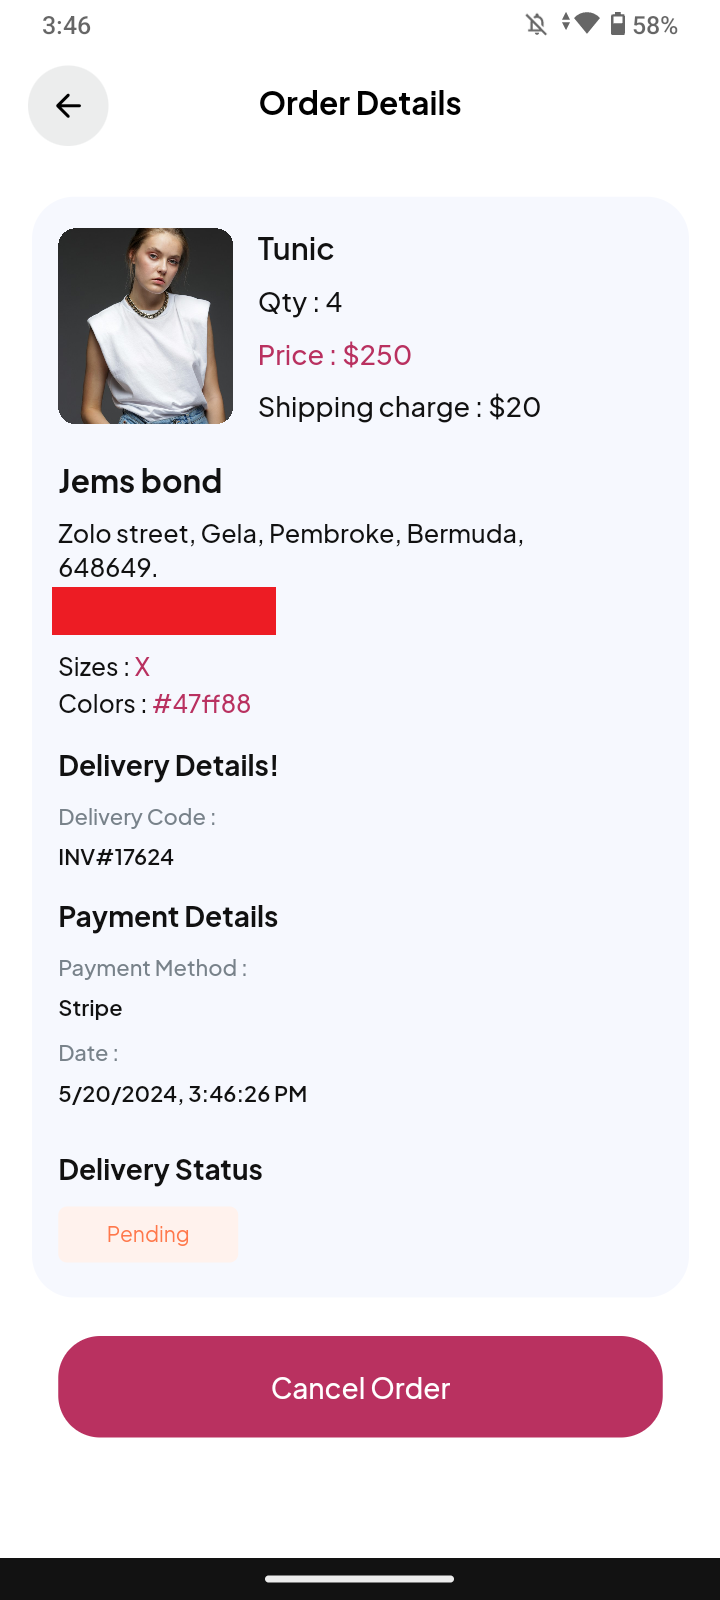 3:46
58%
Order Details
Tunic
Qty : 4
Price : $250
Shipping charge : $20
Jems bond
Zolo street, Gela, Pembroke, Bermuda,
648649.
Sizes : X
Colors : #47ff88
Delivery Details!
Delivery Code :
INV#17624
Payment Details
Payment Method :
Stripe
Date :
5/20/2024, 3:46:26 PM
Delivery Status
Pending
Cancel Order